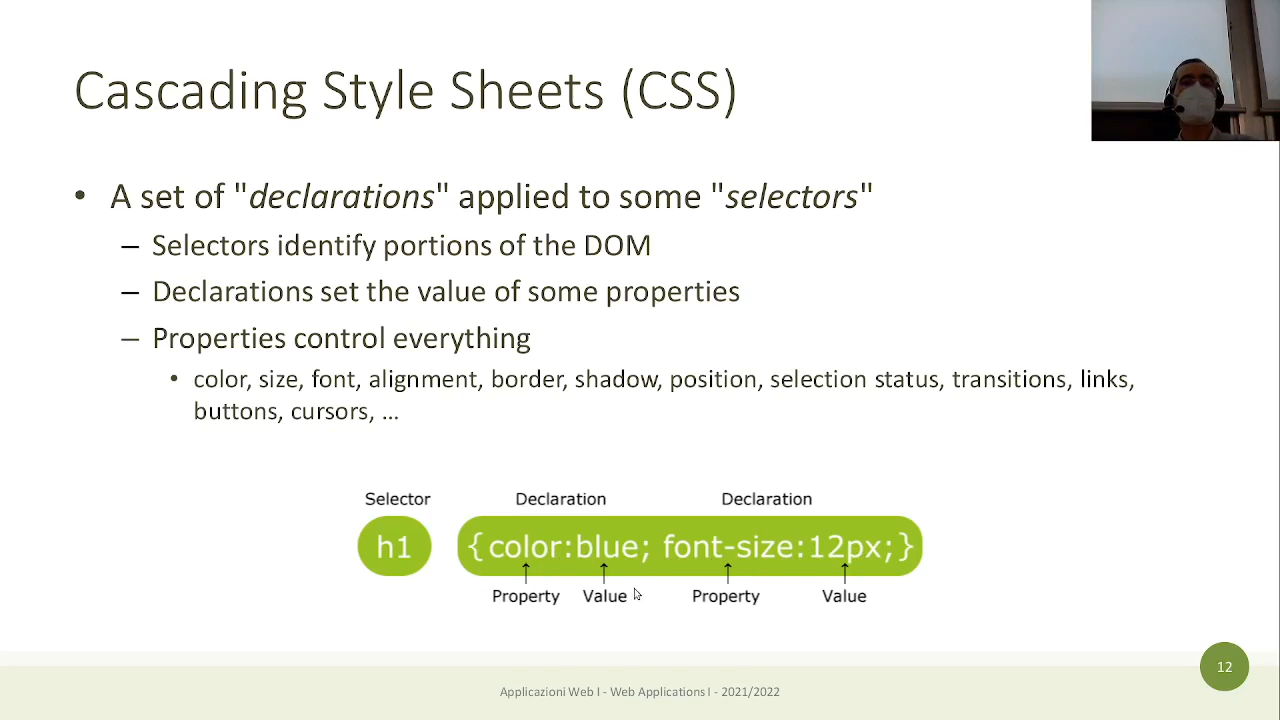 Cascading Style Sheets (CSS)
• A set of "declarations" applied to some "selectors"
– Selectors identify portions of the DOM
– Declarations set the value of some properties
– Properties control everything
• color, size, font, alignment, border, shadow, position, selection status, transitions, links,
buttons, cursors, …
Selector Declaration Declaration
h1 {color:blue; font-size:12px;}
Property Value Property Value
Applicazioni Web I - Web Applications I - 2021/2022
12